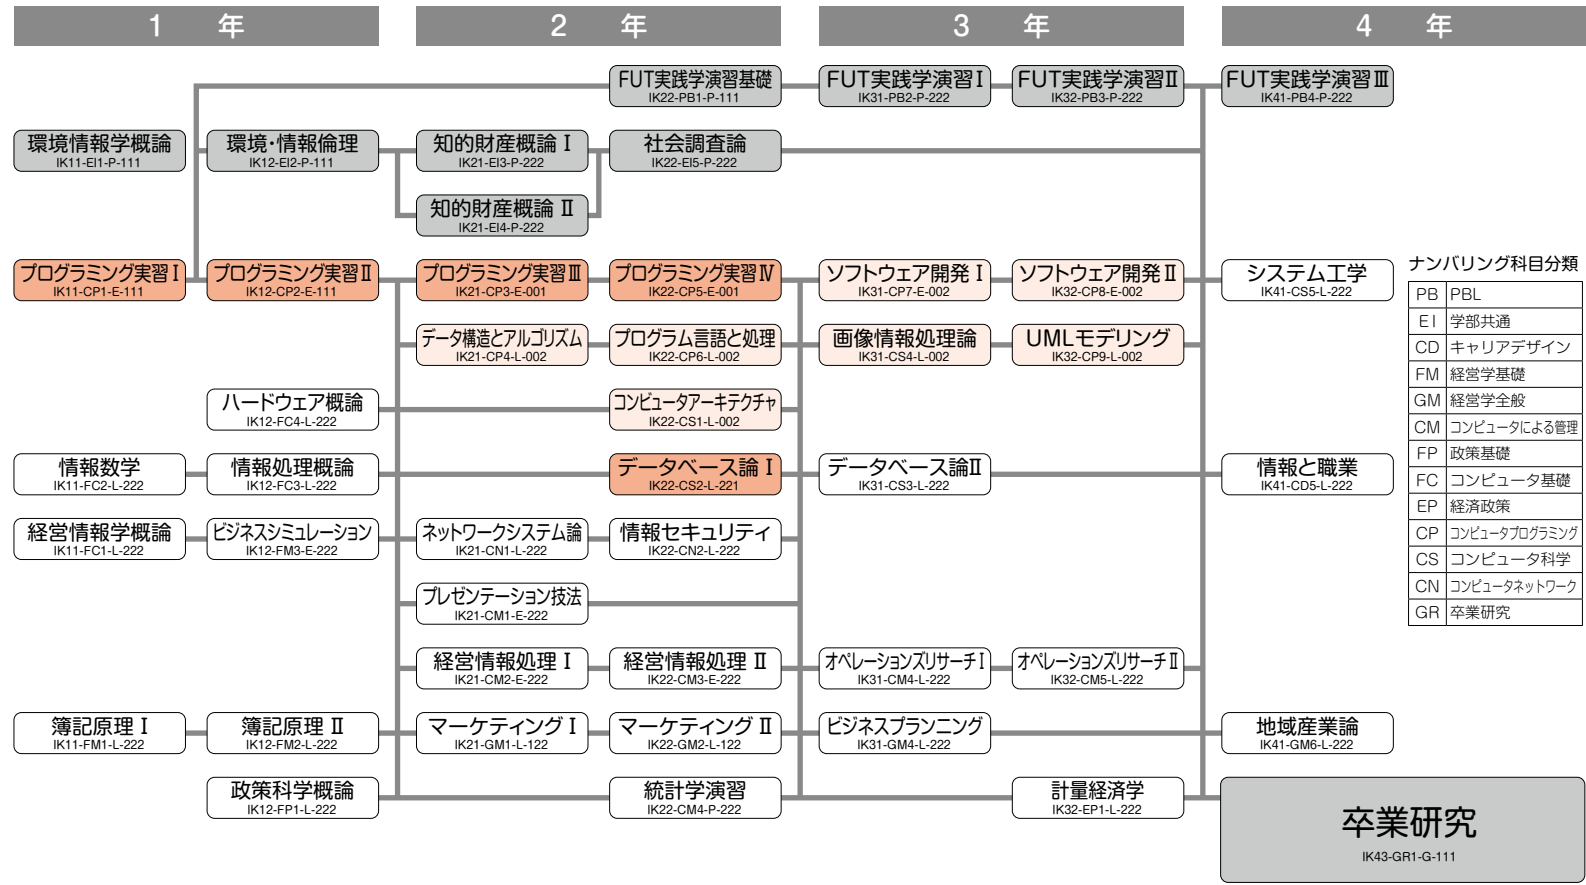 1　年
2　年
3　年
4　年
FUT実践学演習基礎
IK22-PB1-P-111
FUT実践学演習Ⅰ
IK31-PB2-P-222
FUT実践学演習Ⅱ
IK32-PB3-P-222
FUT実践学演習Ⅲ
IK41-PB4-P-222
環境情報学概論
IK11-EI1-P-111
環境・情報倫理
IK12-EI2-P-111
知的財産概論 Ⅰ
IK21-EI3-P-222
社会調査論
IK22-EI5-P-222
知的財産概論 Ⅱ
IK21-EI4-P-222
プログラミング実習Ⅰ
IK11-CP1-E-111
プログラミング実習Ⅱ
IK12-CP2-E-111
プログラミング実習Ⅲ
IK21-CP3-E-001
プログラミング実習Ⅳ
IK22-CP5-E-001
ソフトウェア開発 Ⅰ
IK31-CP7-E-002
ソフトウェア開発 Ⅱ
IK32-CP8-E-002
システム工学
IK41-CS5-L-222
データ構造とアルゴリズム
IK21-CP4-L-002
プログラム言語と処理
IK22-CP6-L-002
画像情報処理論
IK31-CS4-L-002
UMLモデリング
IK32-CP9-L-002
ハードウェア概論
IK12-FC4-L-222
コンピュータアーキテクチャ
IK22-CS1-L-002
情報数学
IK11-FC2-L-222
情報処理概論
IK12-FC3-L-222
データベース論 Ⅰ
IK22-CS2-L-221
データベース論Ⅱ
IK31-CS3-L-222
情報と職業
IK41-CD5-L-222
経営情報学概論
IK11-FC1-L-222
ビジネスシミュレーション
IK12-FM3-E-222
ネットワークシステム論
IK21-CN1-L-222
情報セキュリティ
IK22-CN2-L-222
プレゼンテーション技法
IK21-CM1-E-222
経営情報処理 Ⅰ
IK21-CM2-E-222
経営情報処理 Ⅱ
IK22-CM3-E-222
オペレーションズリサーチⅠ
IK31-CM4-L-222
オペレーションズリサーチⅡ
IK32-CM5-L-222
簿記原理 Ⅰ
IK11-FM1-L-222
簿記原理 Ⅱ
IK12-FM2-L-222
マーケティング Ⅰ
IK21-GM1-L-122
マーケティング Ⅱ
IK22-GM2-L-122
ビジネスプランニング
IK31-GM4-L-222
地域産業論
IK41-GM6-L-222
政策科学概論
IK12-FP1-L-222
統計学演習
IK22-CM4-P-222
計量経済学
IK32-EP1-L-222
卒業研究
IK43-GR1-G-111
ナンバリング科目分類
PB PBL
EI 学部共通
CD キャリアデザイン
FM 経営学基礎
GM 経営学全般
CM コンピュータによる管理
FP 政策基礎
FC コンピュータ基礎
EP 経済政策
CP コンピュータプログラミング
CS コンピュータ科学
CN コンピュータネットワーク
GR 卒業研究